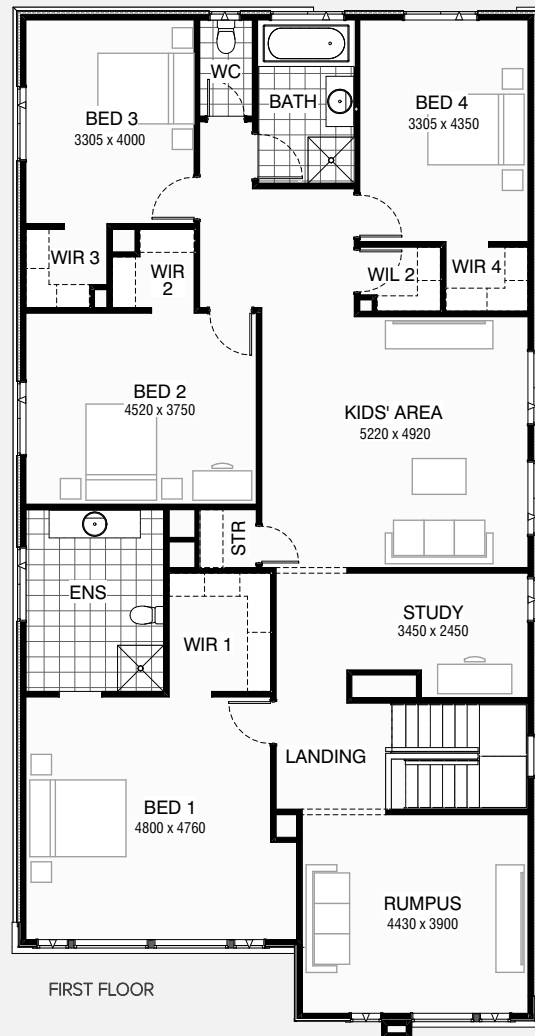 WC
BATH
BED 3
3305 x 4000
BED 4
3305 x 4350
WIR 3
WIR
2
WIL 2
WIR 4
BED 2
4520 x 3750
KIDS' AREA
5220 x 4920
STR
ENS
WIR 1
STUDY
3450 x 2450
LANDING
BED 1
4800 x 4760
RUMPUS
4430 x 3900
FIRST FLOOR